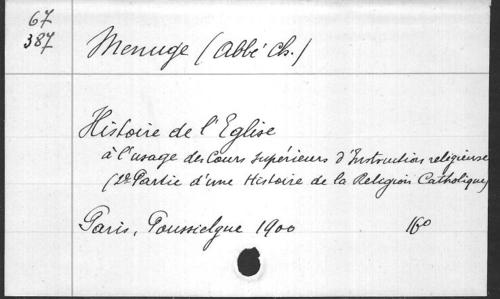 67
387
Menuge (Abbé Ch.)
Histoire de l'Eglise
à l'usage des Cours supérieurs d'Instruction religieuse
(2e Partie d'une Histoire de la Religion Catholique)
Paris, Poussielgue 1900 16°